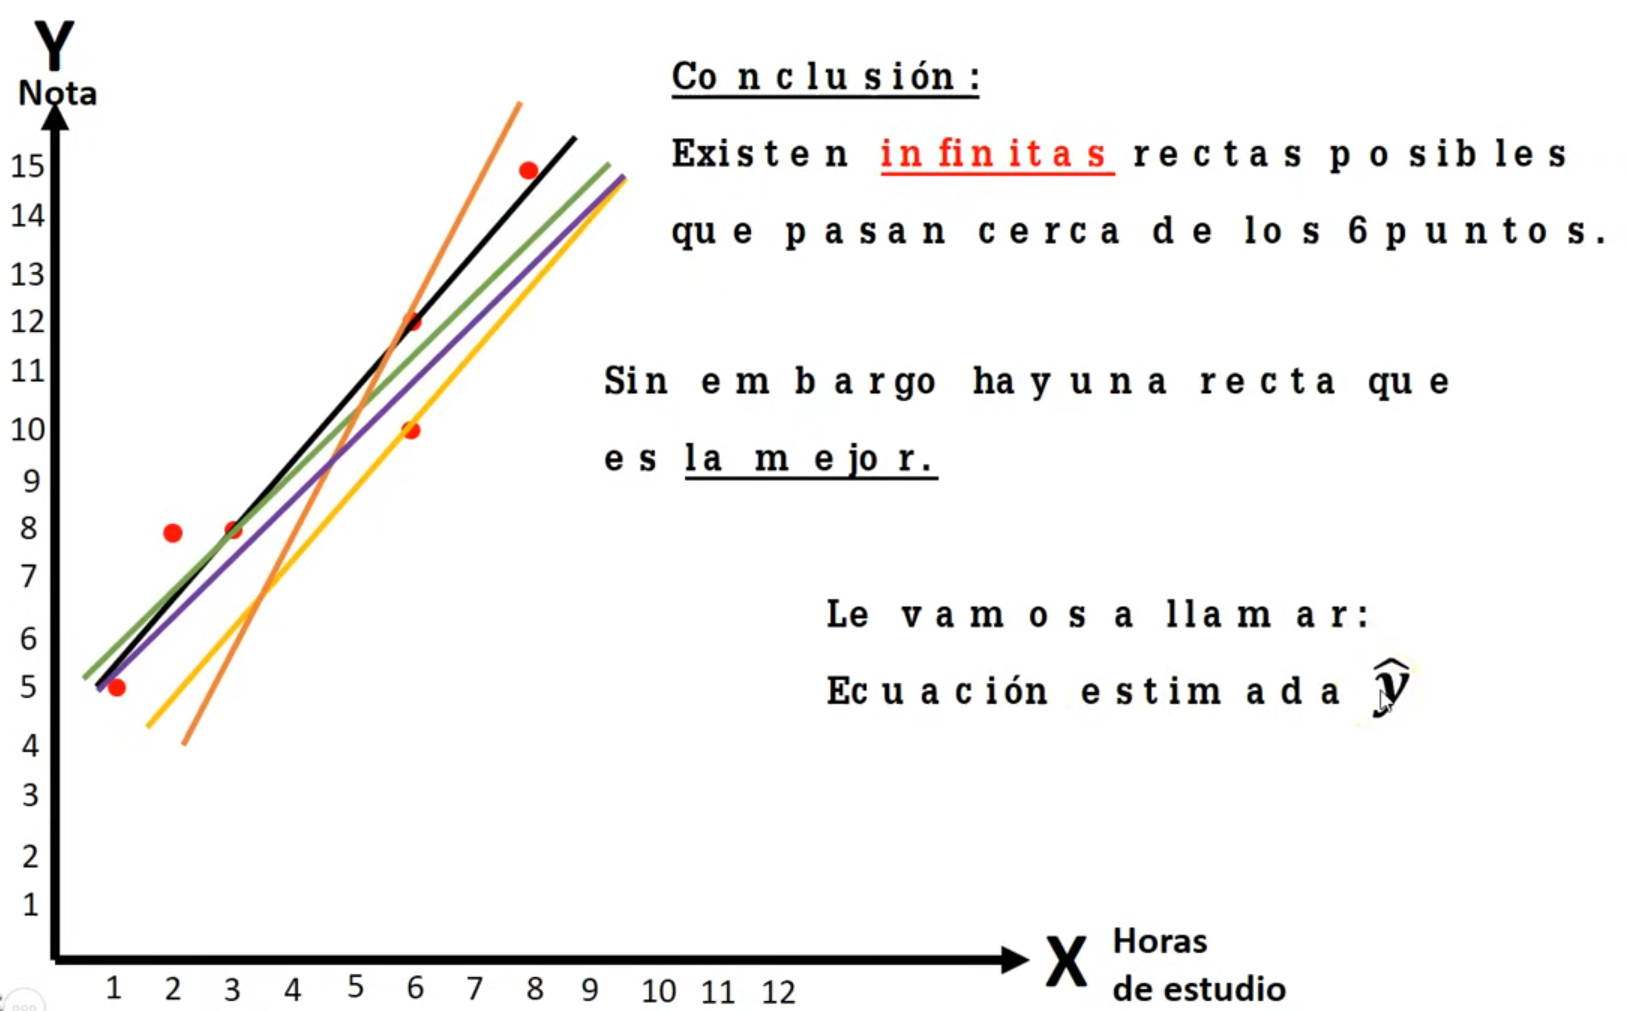 Y
Nota
15
14
13
12
11
10
9
8
7
6
5
4
3
2
1
Conclusión:
Existen infinitas rectas posibles
que pasan cerca de los 6 puntos.
Sin embargo hay una recta que
es la mejor.
Le vamos a llamar:
Ecuación estimada ŷ
1 2 3 4 5 6 7 8 9 10 11 12
X
Horas
de estudio